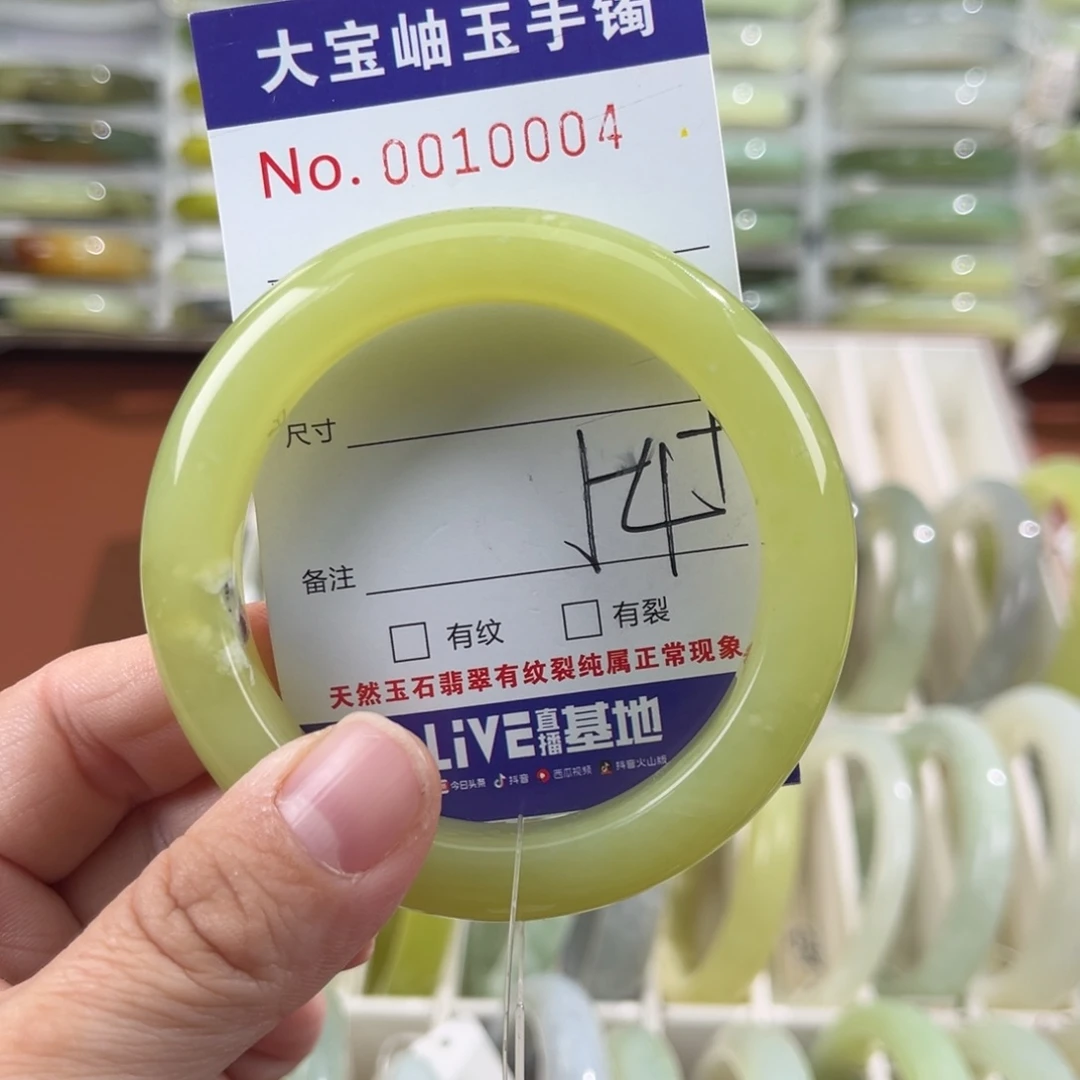 大宝岫玉手镯
No. 0010004
尺寸
备注
有纹
有裂
天然玉石翡翠有纹裂纯属正常现象
LiVE直播基地
今日头条 抖音 西瓜视频 抖音火山版